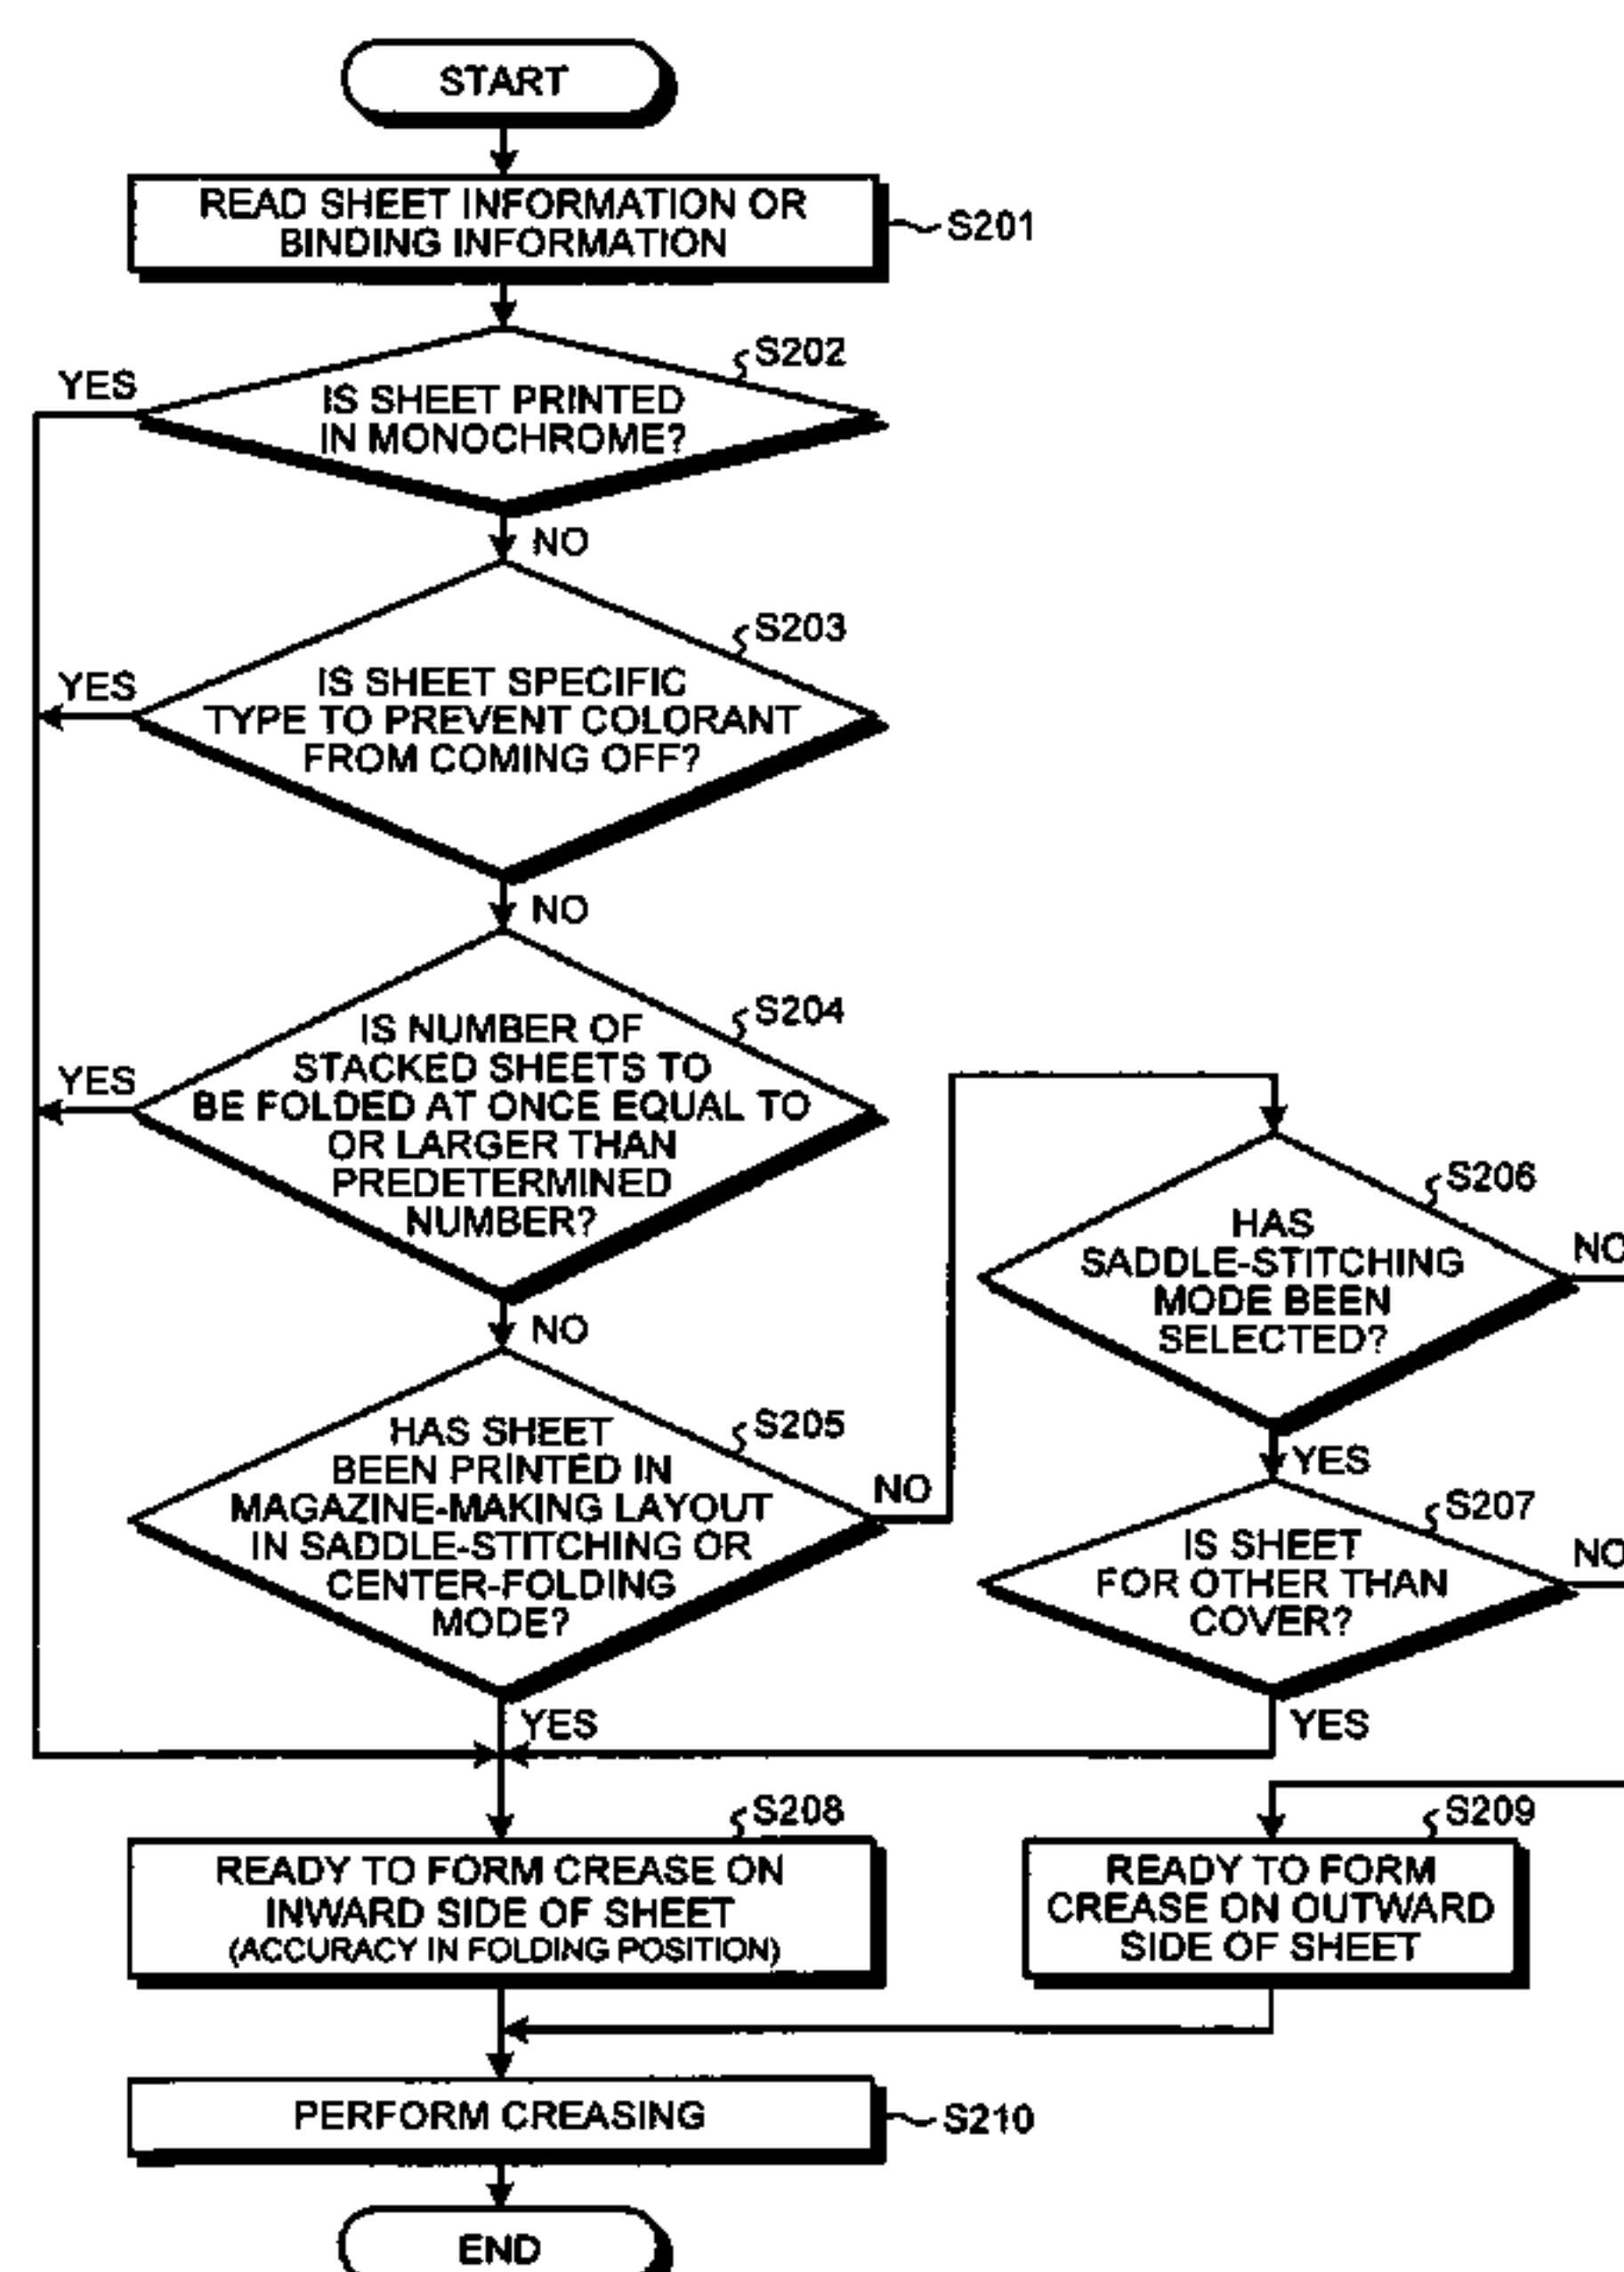 START
READ SHEET INFORMATION OR
BINDING INFORMATION
S201
S202
YES
IS SHEET PRINTED
IN MONOCHROME?
NO
S203
YES
IS SHEET SPECIFIC
TYPE TO PREVENT COLORANT
FROM COMING OFF?
NO
S204
YES
IS NUMBER OF
STACKED SHEETS TO
BE FOLDED AT ONCE EQUAL TO
OR LARGER THAN
PREDETERMINED
NUMBER?
NO
S205
HAS SHEET
BEEN PRINTED IN
MAGAZINE-MAKING LAYOUT
IN SADDLE-STITCHING OR
CENTER-FOLDING
MODE?
NO
YES
S206
HAS
SADDLE-STITCHING
MODE BEEN
SELECTED?
NO
YES
S207
IS SHEET
FOR OTHER THAN
COVER?
NO
YES
S208
READY TO FORM CREASE ON
INWARD SIDE OF SHEET
(ACCURACY IN FOLDING POSITION)
S209
READY TO FORM
CREASE ON OUTWARD
SIDE OF SHEET
PERFORM CREASING
S210
END